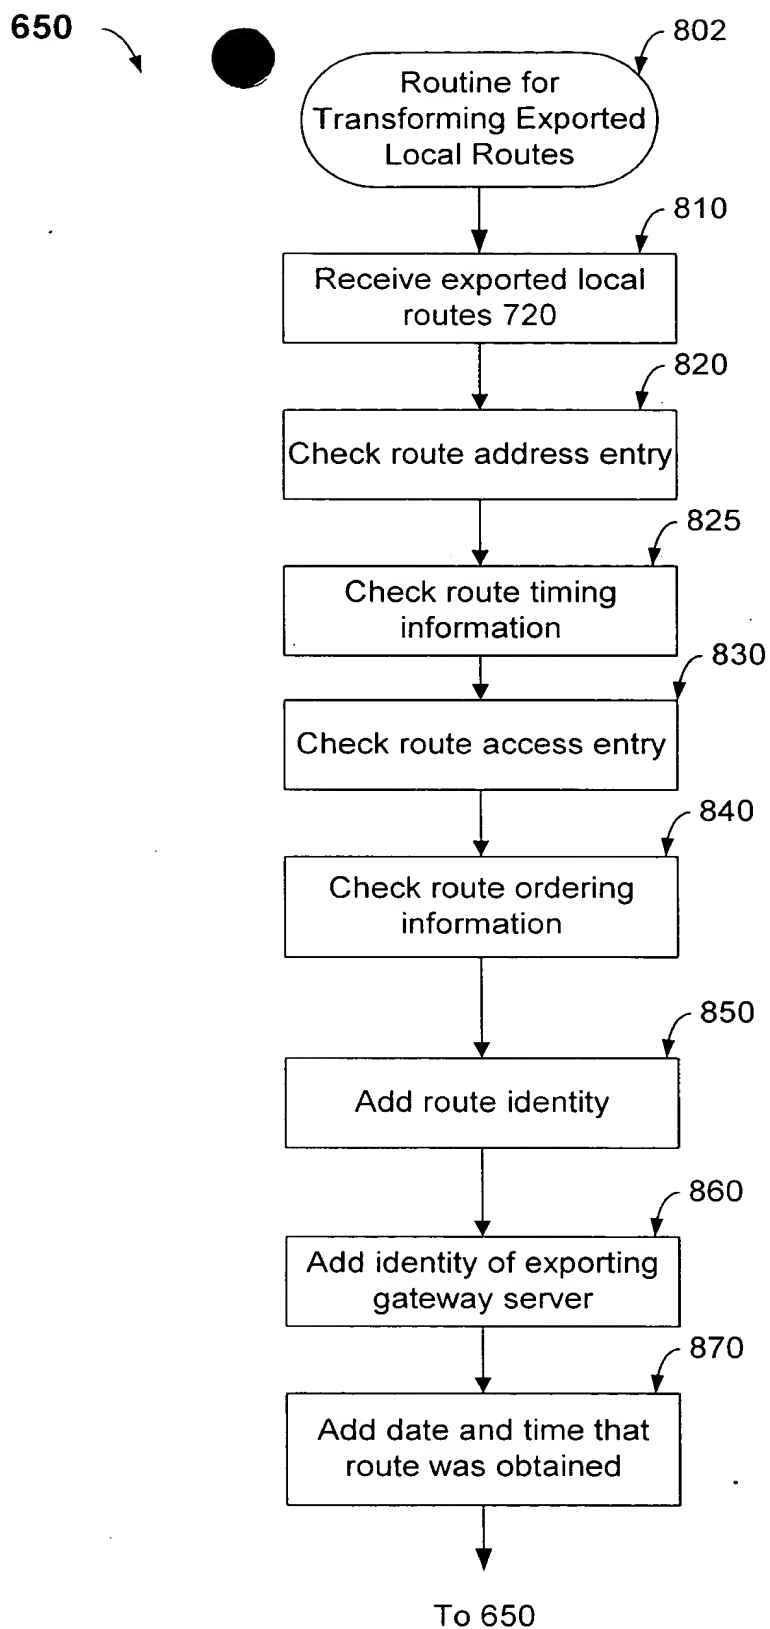 650
802
Routine for
Transforming Exported
Local Routes
810
Receive exported local
routes 720
820
Check route address entry
825
Check route timing
information
830
Check route access entry
840
Check route ordering
information
850
Add route identity
860
Add identity of exporting
gateway server
870
Add date and time that
route was obtained
To 650